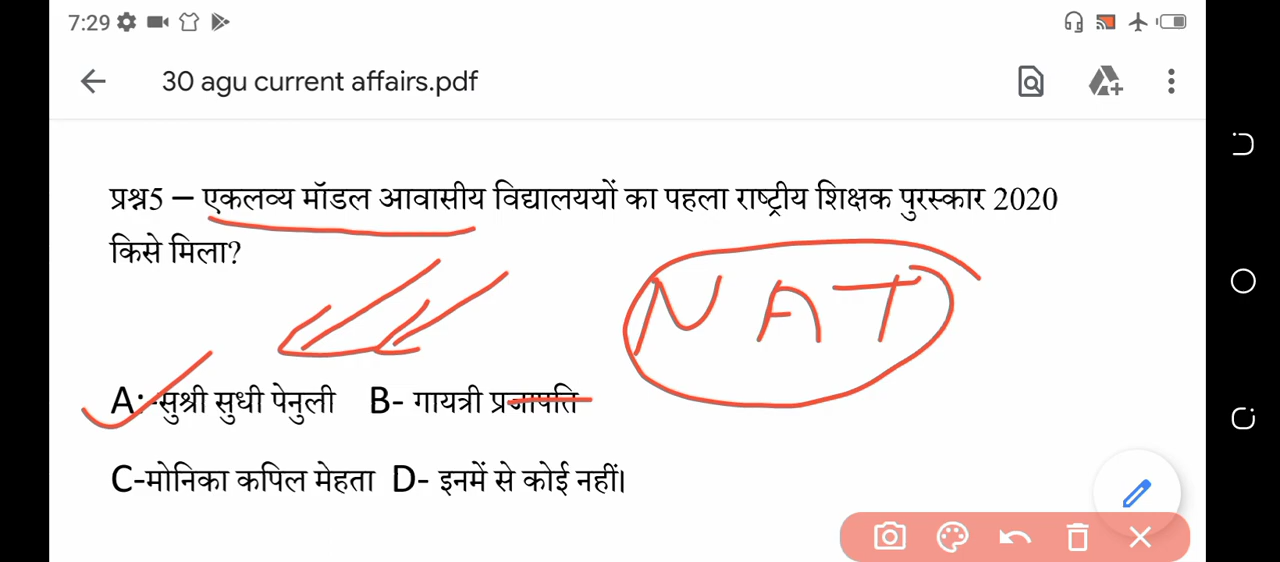 7:29
30 agu current affairs.pdf
प्रश्न5 – एकलव्य मॉडल आवासीय विद्यालययों का पहला राष्ट्रीय शिक्षक पुरस्कार 2020
किसे मिला?
NAT
A:-सुश्री सुधी पेनुली B- गायत्री प्रजापति
C-मोनिका कपिल मेहता D- इनमें से कोई नहीं।